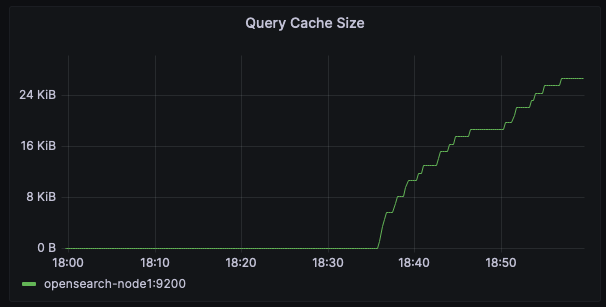 Query Cache Size
24 KiB
16 KiB
8 KiB
0 B
18:00 18:10 18:20 18:30 18:40 18:50
opensearch-node1:9200